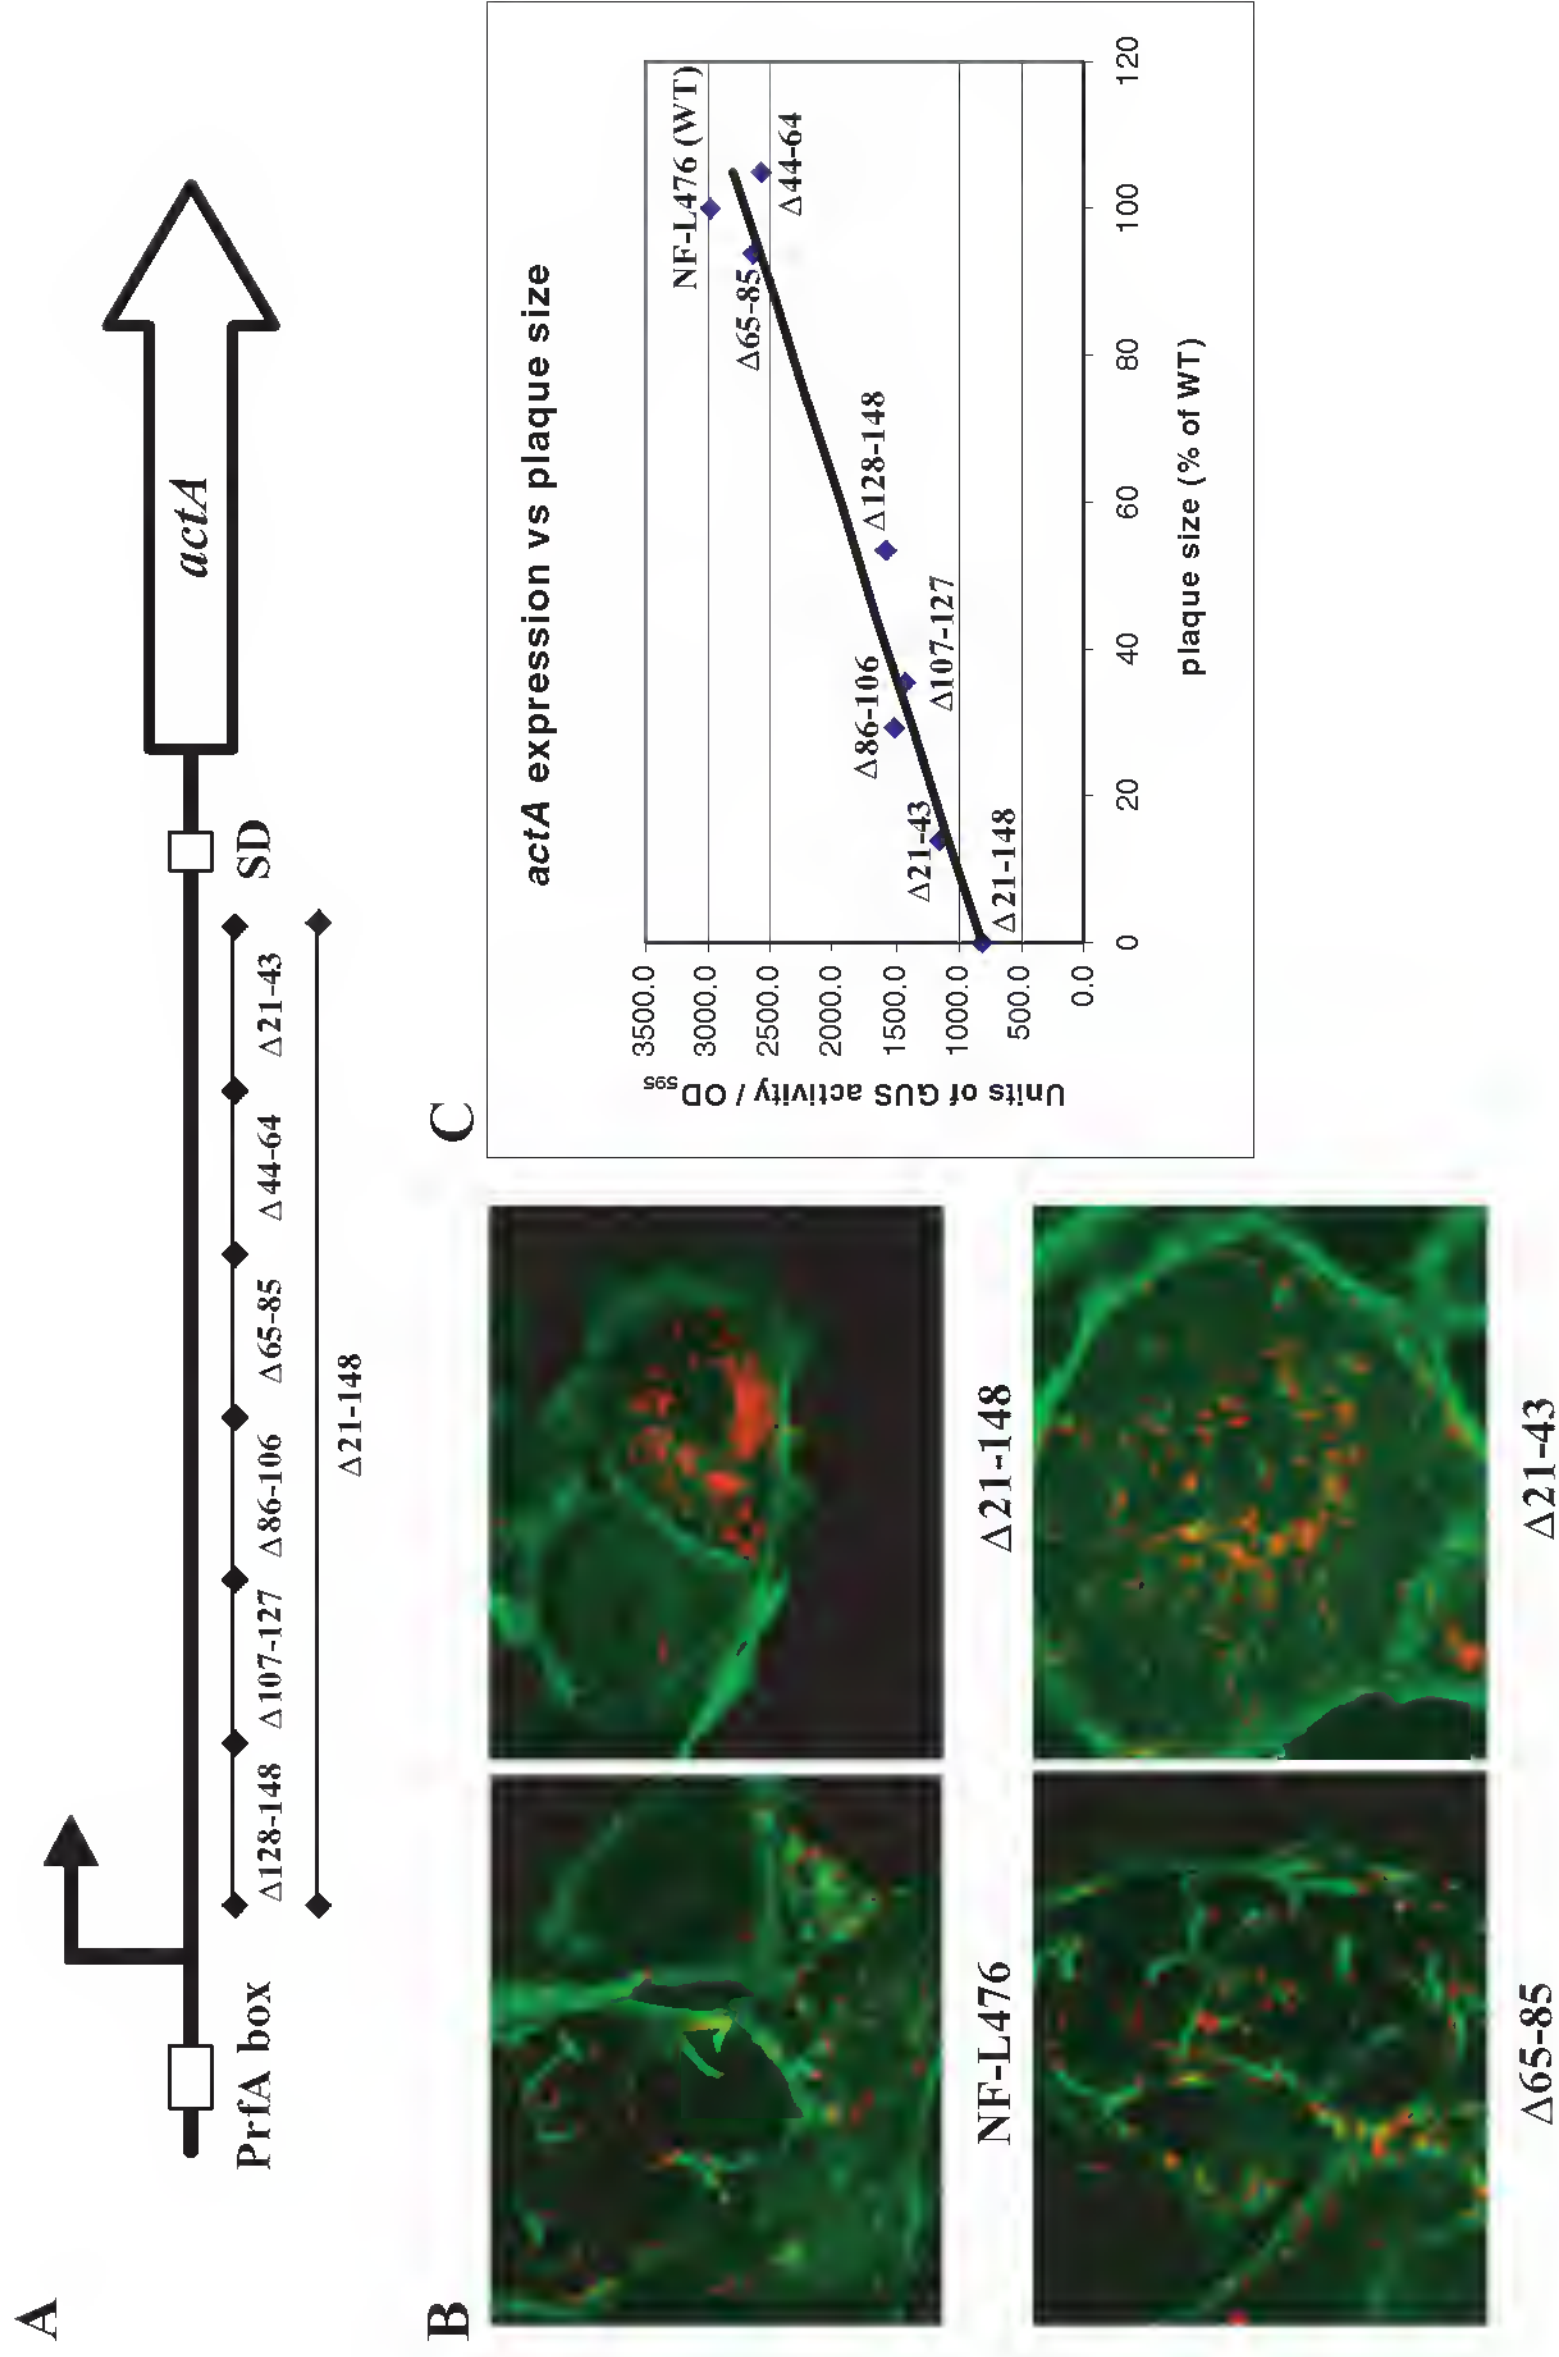 A
actA
PrfA box
SD
Δ128-148 Δ107-127 Δ86-106 Δ65-85 Δ44-64 Δ21-43
Δ21-148
B
NF-L476
Δ21-148
Δ65-85
Δ21-43
C
actA expression vs plaque size
Units of GUS activity / OD595
3500.0
3000.0
2500.0
2000.0
1500.0
1000.0
500.0
0.0
NF-L476 (WT)
Δ65-85
Δ44-64
Δ128-148
Δ86-106
Δ107-127
Δ21-43
Δ21-148
0 20 40 60 80 100 120
plaque size (% of WT)